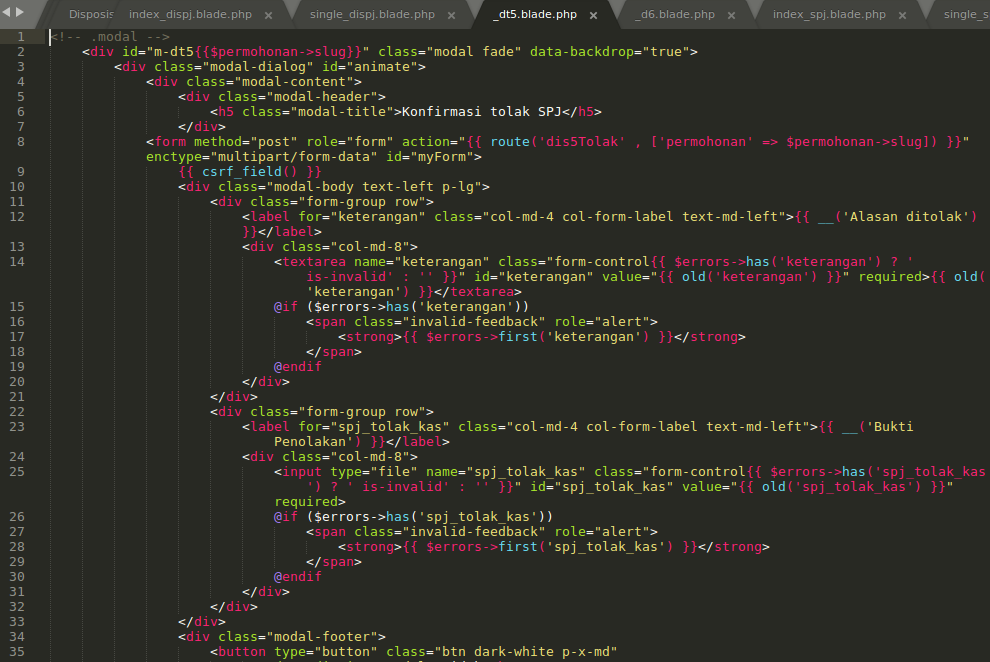 Disposis index_dispj.blade.php × single_dispj.blade.php × _dt5.blade.php × _d6.blade.php × index_spj.blade.php × single_s
1 <!-- .modal -->
2 <div id="m-dt5{{$permohonan->slug}}" class="modal fade" data-backdrop="true">
3 <div class="modal-dialog" id="animate">
4 <div class="modal-content">
5 <div class="modal-header">
6 <h5 class="modal-title">Konfirmasi tolak SPJ</h5>
7 </div>
8 <form method="post" role="form" action="{{ route('dis5Tolak' , ['permohonan' => $permohonan->slug]) }}"
enctype="multipart/form-data" id="myForm">
9 {{ csrf_field() }}
10 <div class="modal-body text-left p-lg">
11 <div class="form-group row">
12 <label for="keterangan" class="col-md-4 col-form-label text-md-left">{{ __('Alasan ditolak')
}}</label>
13 <div class="col-md-8">
14 <textarea name="keterangan" class="form-control{{ $errors->has('keterangan') ? '
is-invalid' : '' }}" id="keterangan" value="{{ old('keterangan') }}" required>{{ old(
'keterangan') }}</textarea>
15 @if ($errors->has('keterangan'))
16 <span class="invalid-feedback" role="alert">
17 <strong>{{ $errors->first('keterangan') }}</strong>
18 </span>
19 @endif
20 </div>
21 </div>
22 <div class="form-group row">
23 <label for="spj_tolak_kas" class="col-md-4 col-form-label text-md-left">{{ __('Bukti
Penolakan') }}</label>
24 <div class="col-md-8">
25 <input type="file" name="spj_tolak_kas" class="form-control{{ $errors->has('spj_tolak_kas
') ? ' is-invalid' : '' }}" id="spj_tolak_kas" value="{{ old('spj_tolak_kas') }}"
required>
26 @if ($errors->has('spj_tolak_kas'))
27 <span class="invalid-feedback" role="alert">
28 <strong>{{ $errors->first('spj_tolak_kas') }}</strong>
29 </span>
30 @endif
31 </div>
32 </div>
33 </div>
34 <div class="modal-footer">
35 <button type="button" class="btn dark-white p-x-md"